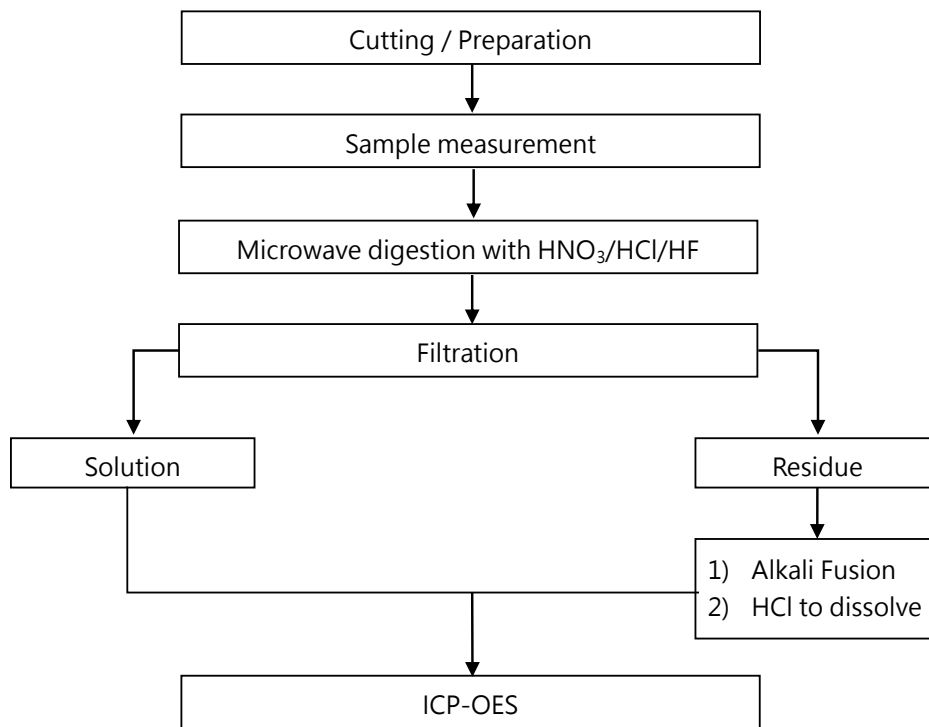 Cutting / Preparation
Sample measurement
Microwave digestion with HNO₃/HCl/HF
Filtration
Solution
Residue
1) Alkali Fusion
2) HCl to dissolve
ICP-OES